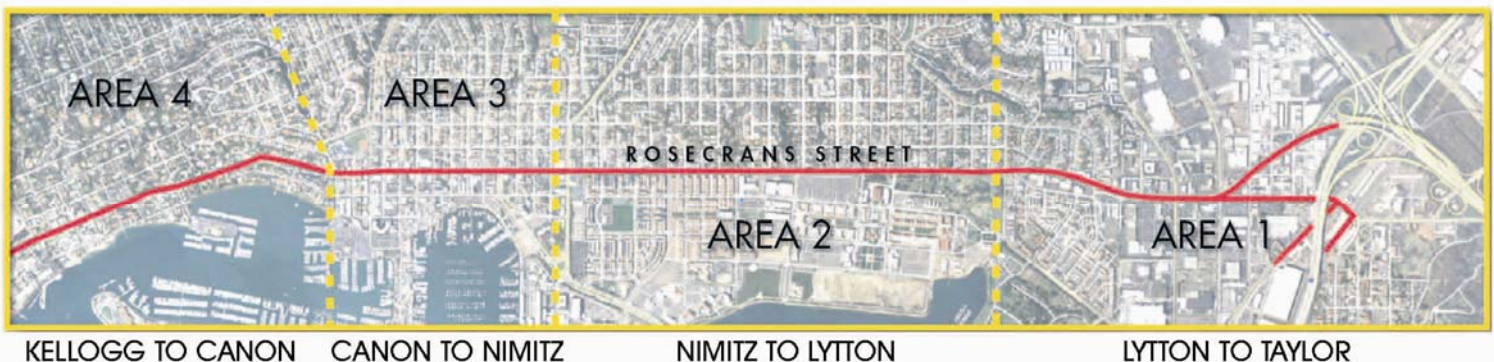 AREA 4
AREA 3
ROSECRANS STREET
AREA 2
AREA 1
KELLOGG TO CANON
CANON TO NIMITZ
NIMITZ TO LYTTON
LYTTON TO TAYLOR